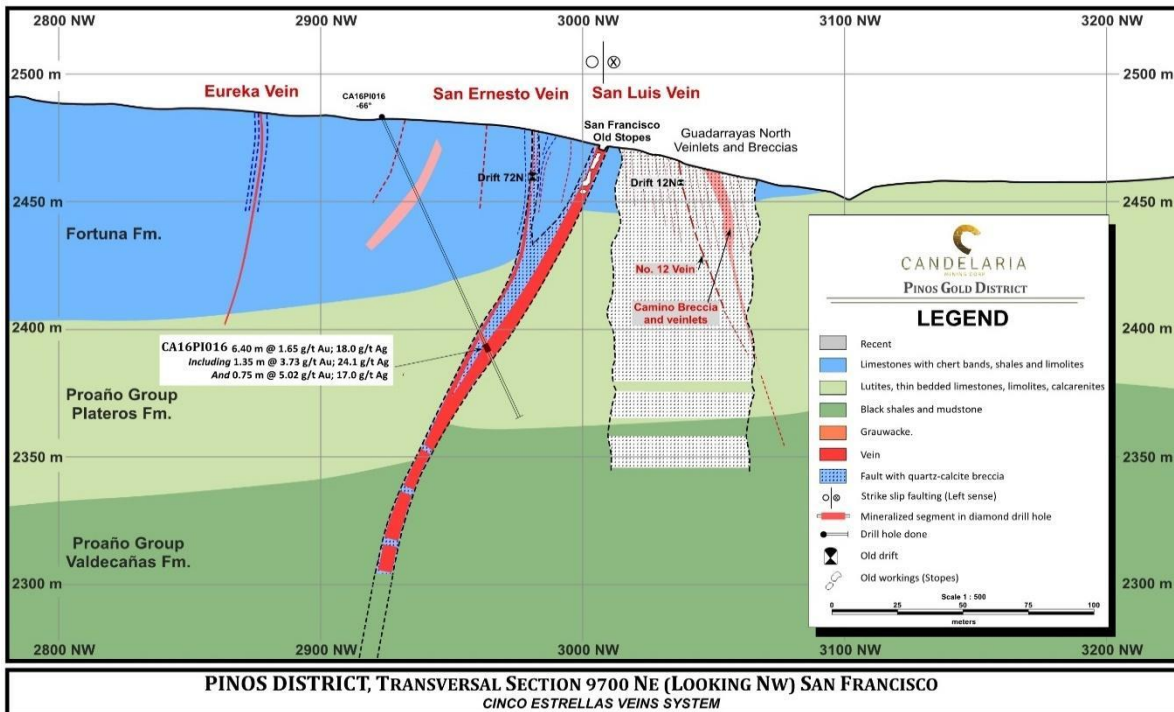 2800 NW
2900 NW
3000 NW
3100 NW
3200 NW
2500 m
2500 m
Eureka Vein
CA16PI016
-66°
San Ernesto Vein
San Luis Vein
San Francisco
Old Stopes
Guadarrayas North
Veinlets and Breccias
Drift 72N
Drift 12N
2450 m
2450 m
Fortuna Fm.
No. 12 Vein
Camino Breccia
and veinlets
2400 m
2400 m
CA16PI016 6.40 m @ 1.65 g/t Au; 18.0 g/t Ag
Including 1.35 m @ 3.73 g/t Au; 24.1 g/t Ag
And 0.75 m @ 5.02 g/t Au; 17.0 g/t Ag
Proaño Group
Plateros Fm.
2350 m
2350 m
Proaño Group
Valdecañas Fm.
2300 m
2300 m
2800 NW
2900 NW
3000 NW
3100 NW
3200 NW
CANDELARIA
MINING CORP
PINOS GOLD DISTRICT
LEGEND
Recent
Limestones with chert bands, shales and limolites
Lutites, thin bedded limestones, limolites, calcarenites
Black shales and mudstone
Grauwacke.
Vein
Fault with quartz-calcite breccia
Strike slip faulting (Left sense)
Mineralized segment in diamond drill hole
Drill hole done
Old drift
Old workings (Stopes)
Scale 1 : 500
0 25 50 75 100
meters
PINOS DISTRICT, TRANSVERSAL SECTION 9700 NE (LOOKING NW) SAN FRANCISCO
CINCO ESTRELLAS VEINS SYSTEM